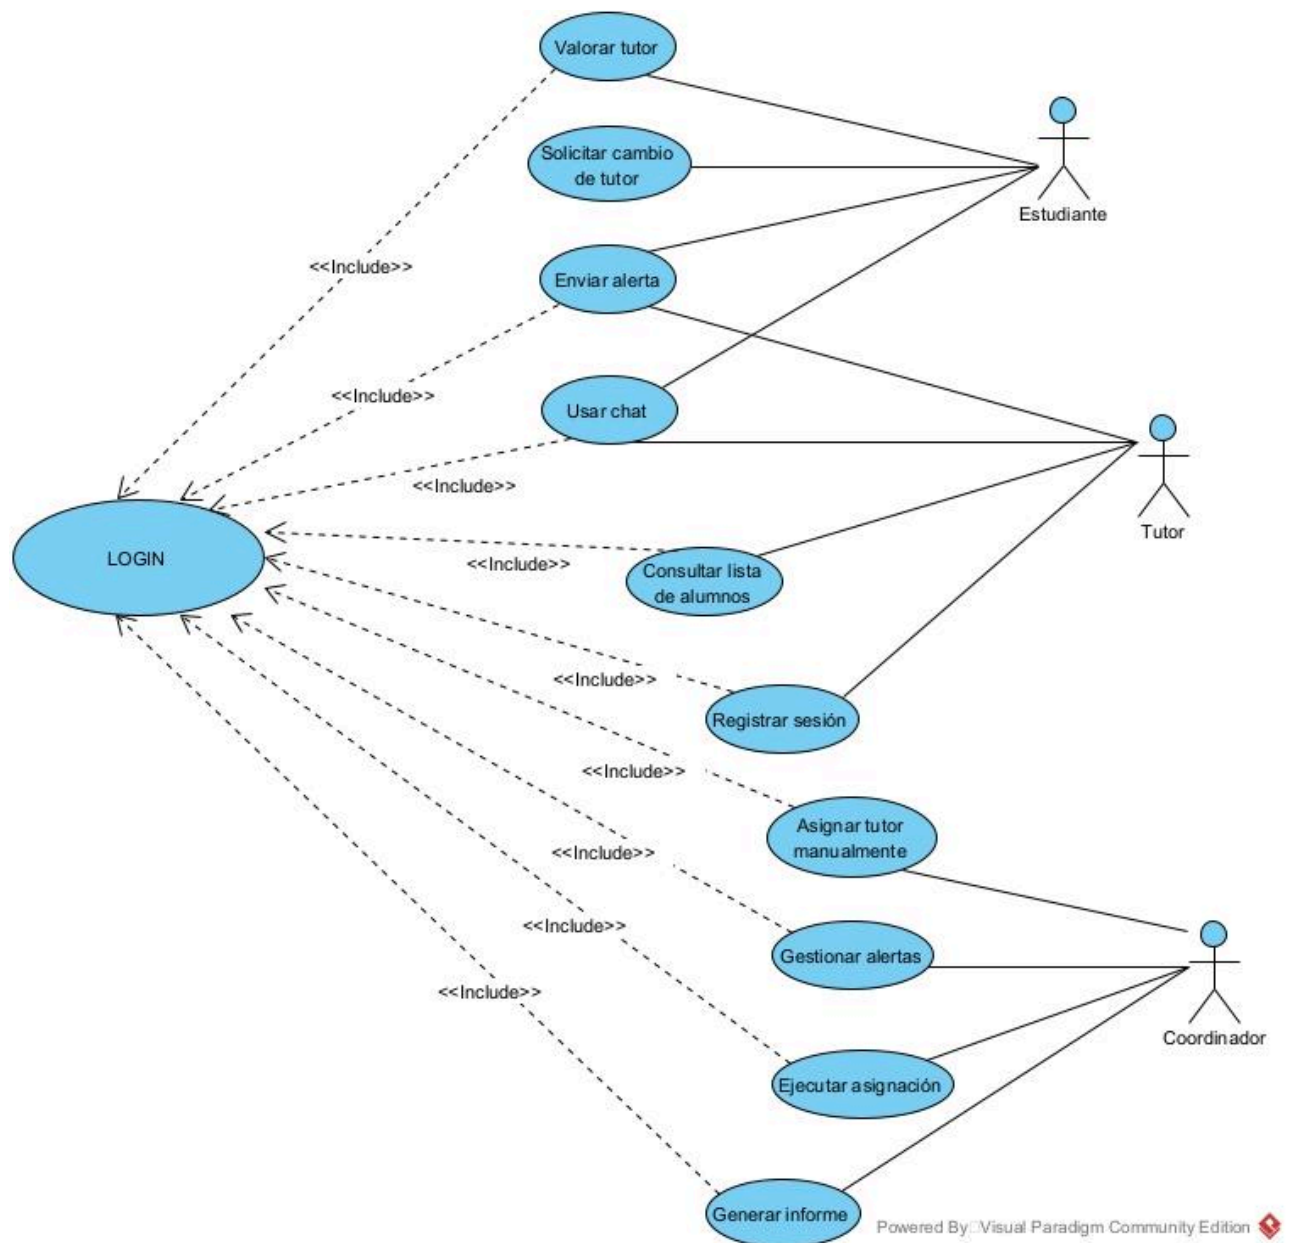 Valorar tutor
Solicitar cambio
de tutor
Estudiante
<<Include>>
Enviar alerta
<<Include>>
Usar chat
<<Include>>
Tutor
LOGIN
<<Include>>
Consultar lista
de alumnos
<<Include>>
Registrar sesión
<<Include>>
Asignar tutor
manualmente
<<Include>>
Gestionar alertas
<<Include>>
<<Include>>
Coordinador
Ejecutar asignación
Generar informe
Powered By Visual Paradigm Community Edition